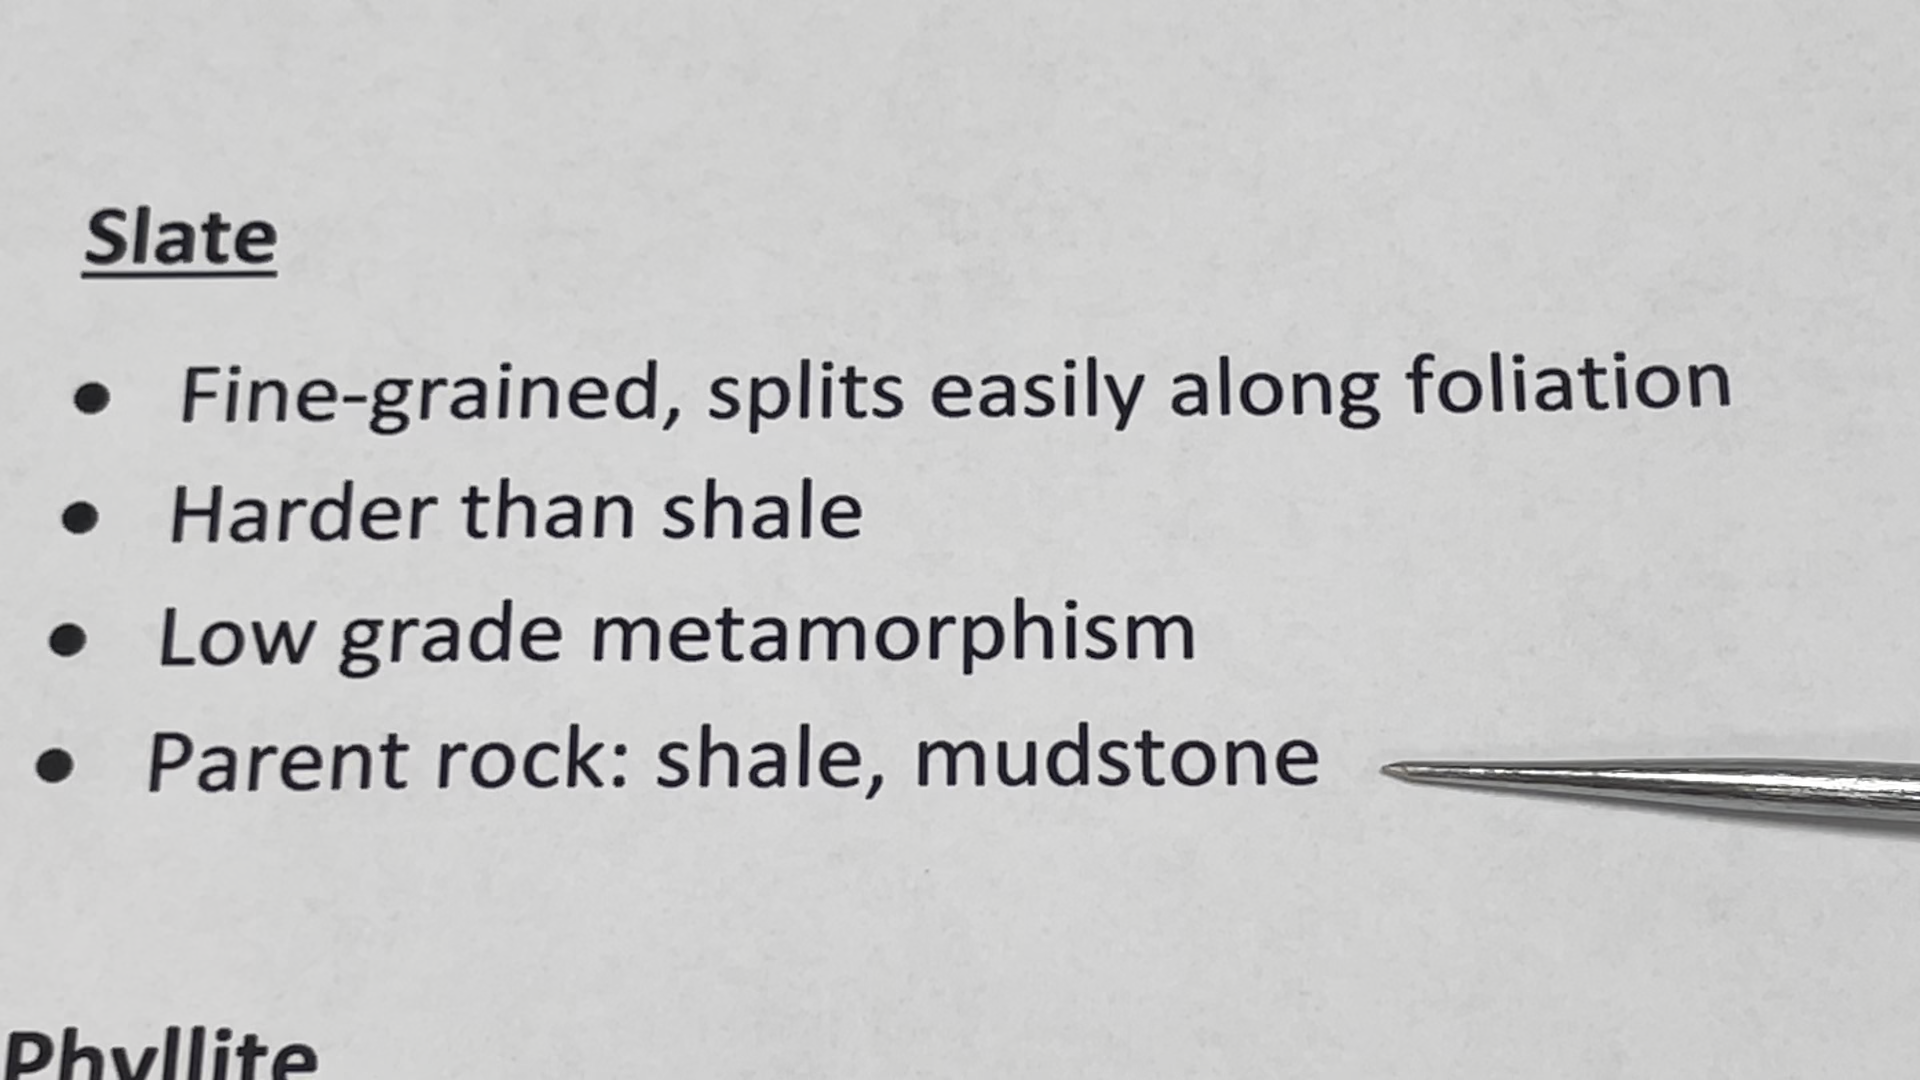 Slate
• Fine-grained, splits easily along foliation
• Harder than shale
• Low grade metamorphism
• Parent rock: shale, mudstone
Phyllite